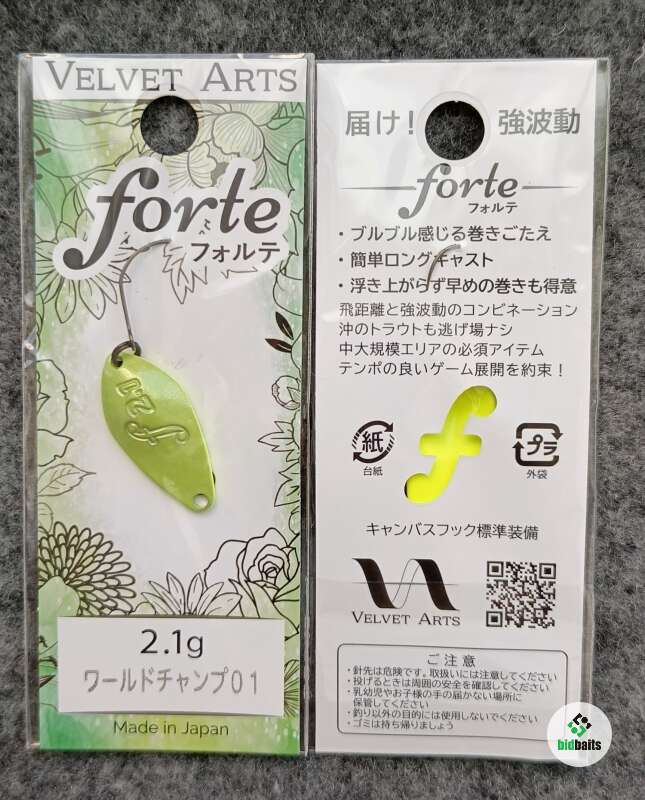 VELVET ARTS
forte
フォルテ
f 2.1
2.1g
ワールドチャンプ01
Made in Japan
届け! 強波動
forte
フォルテ
・ブルブル感じる巻きごたえ
・簡単ロングキャスト
・浮き上がらず早めの巻きも得意
飛距離と強波動のコンビネーション
沖のトラウトも逃げ場ナシ
中大規模エリアの必須アイテム
テンポの良いゲーム展開を約束!
紙
台紙
f
プラ
外袋
キャンバスフック標準装備
VELVET ARTS
ご注意
・針先は危険です。取扱いには注意してください
・投げるときは周囲の安全を確認してください
・乳幼児やお子様の手の届かない場所に
保管してください
・釣り以外の目的には使用しないでください
・ゴミは持ち帰りましょう
bidbaits